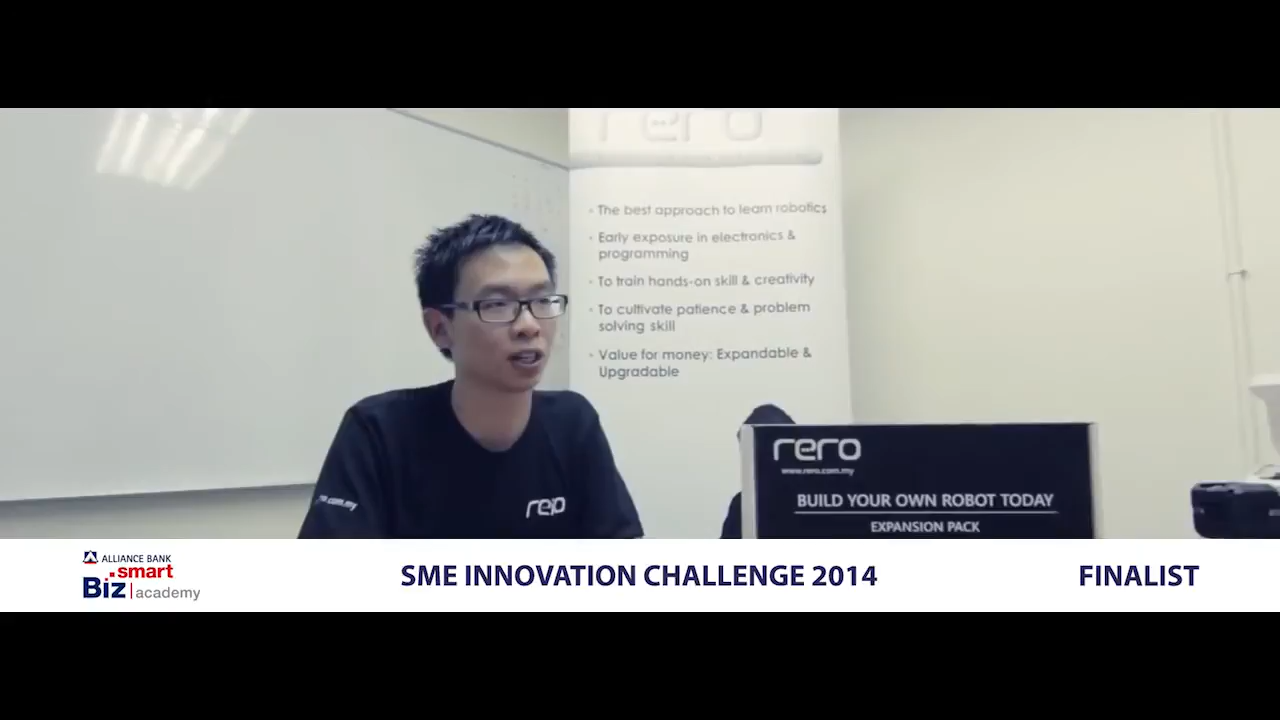 rero
• The best approach to learn robotics
• Early exposure in electronics &
programming
• To train hands-on skill & creativity
• To cultivate patience & problem
solving skill
• Value for money: Expandable &
Upgradable
.com.my
rero
rero
www.rero.com.my
BUILD YOUR OWN ROBOT TODAY
EXPANSION PACK
ALLIANCE BANK
Biz.smart
academy
SME INNOVATION CHALLENGE 2014
FINALIST